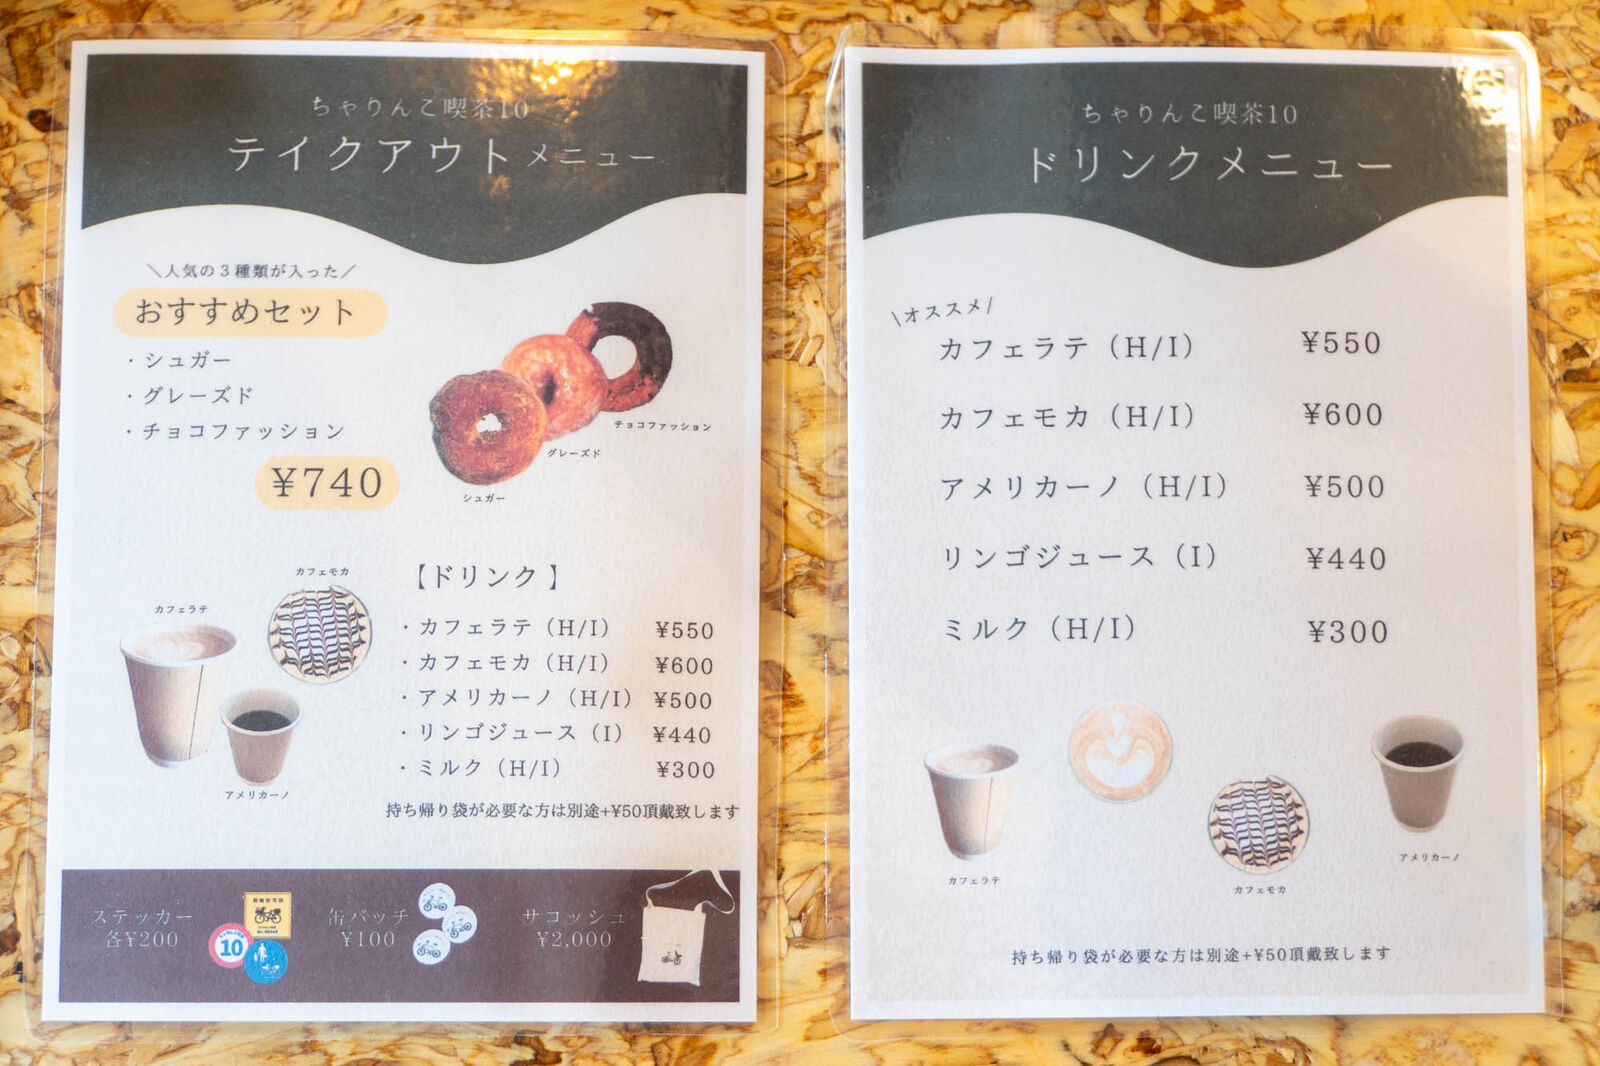 ちゃりんこ喫茶10
テイクアウトメニュー
\人気の3種類が入った/
おすすめセット
・シュガー
・グレーズド
・チョコファッション
¥740
チョコファッション
グレーズド
シュガー
カフェモカ
カフェラテ
アメリカーノ
【ドリンク】
・カフェラテ（H/I） ¥550
・カフェモカ（H/I） ¥600
・アメリカーノ（H/I） ¥500
・リンゴジュース（I） ¥440
・ミルク（H/I） ¥300
持ち帰り袋が必要な方は別途+¥50頂戴致します
ステッカー
各¥200
10
缶バッチ
¥100
サコッシュ
¥2,000
ちゃりんこ喫茶10
ドリンクメニュー
\オススメ/
カフェラテ（H/I） ¥550
カフェモカ（H/I） ¥600
アメリカーノ（H/I） ¥500
リンゴジュース（I） ¥440
ミルク（H/I） ¥300
カフェラテ
カフェモカ
アメリカーノ
持ち帰り袋が必要な方は別途+¥50頂戴致します